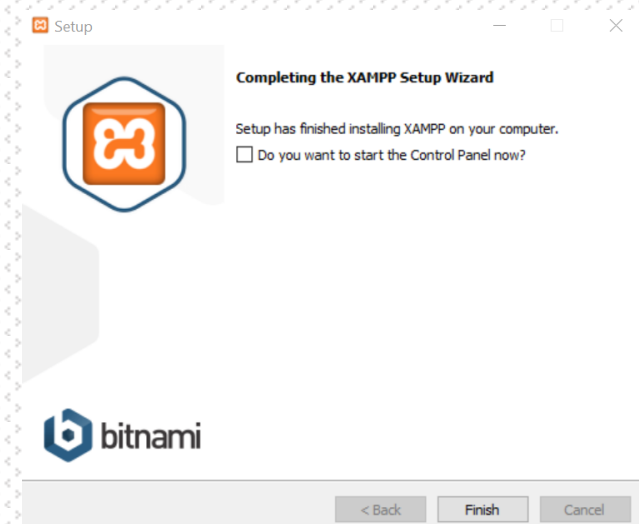 Setup
Completing the XAMPP Setup Wizard
Setup has finished installing XAMPP on your computer.
Do you want to start the Control Panel now?
bitnami
< Back
Finish
Cancel